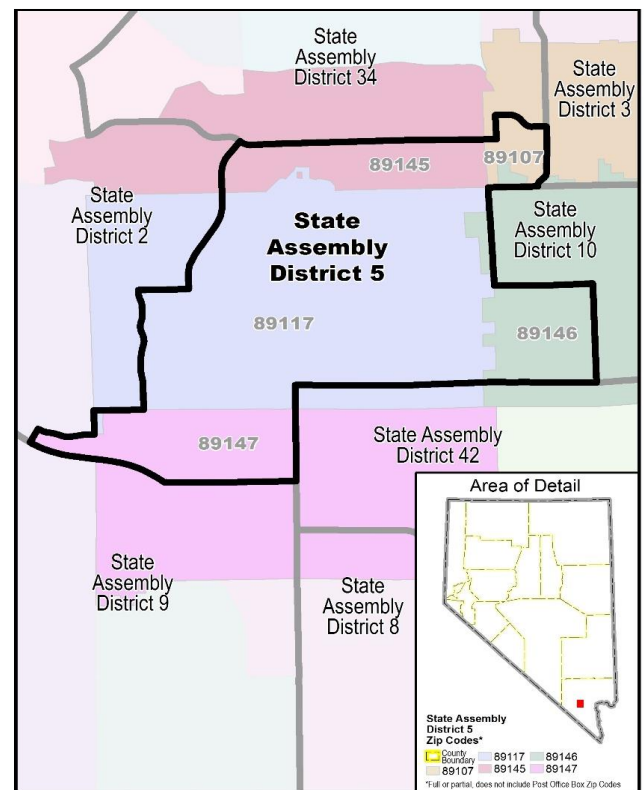 State
Assembly
District 34
State
Assembly
District 3
89107
89145
State
Assembly
District 2
State
Assembly
District 5
State
Assembly
District 10
89117
89146
89147
State Assembly
District 42
State
Assembly
District 9
State
Assembly
District 8
Area of Detail
State Assembly
District 5
Zip Codes*
County
Boundary
89117
89146
89107
89145
89147
*Full or partial, does not include Post Office Box Zip Codes